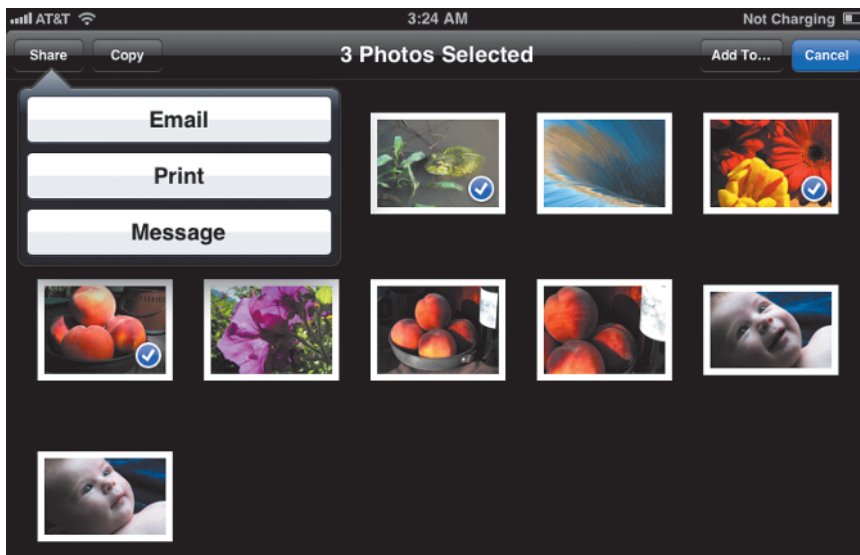 AT&T 3:24 AM Not Charging
Share Copy 3 Photos Selected Add To... Cancel
Email
Print
Message